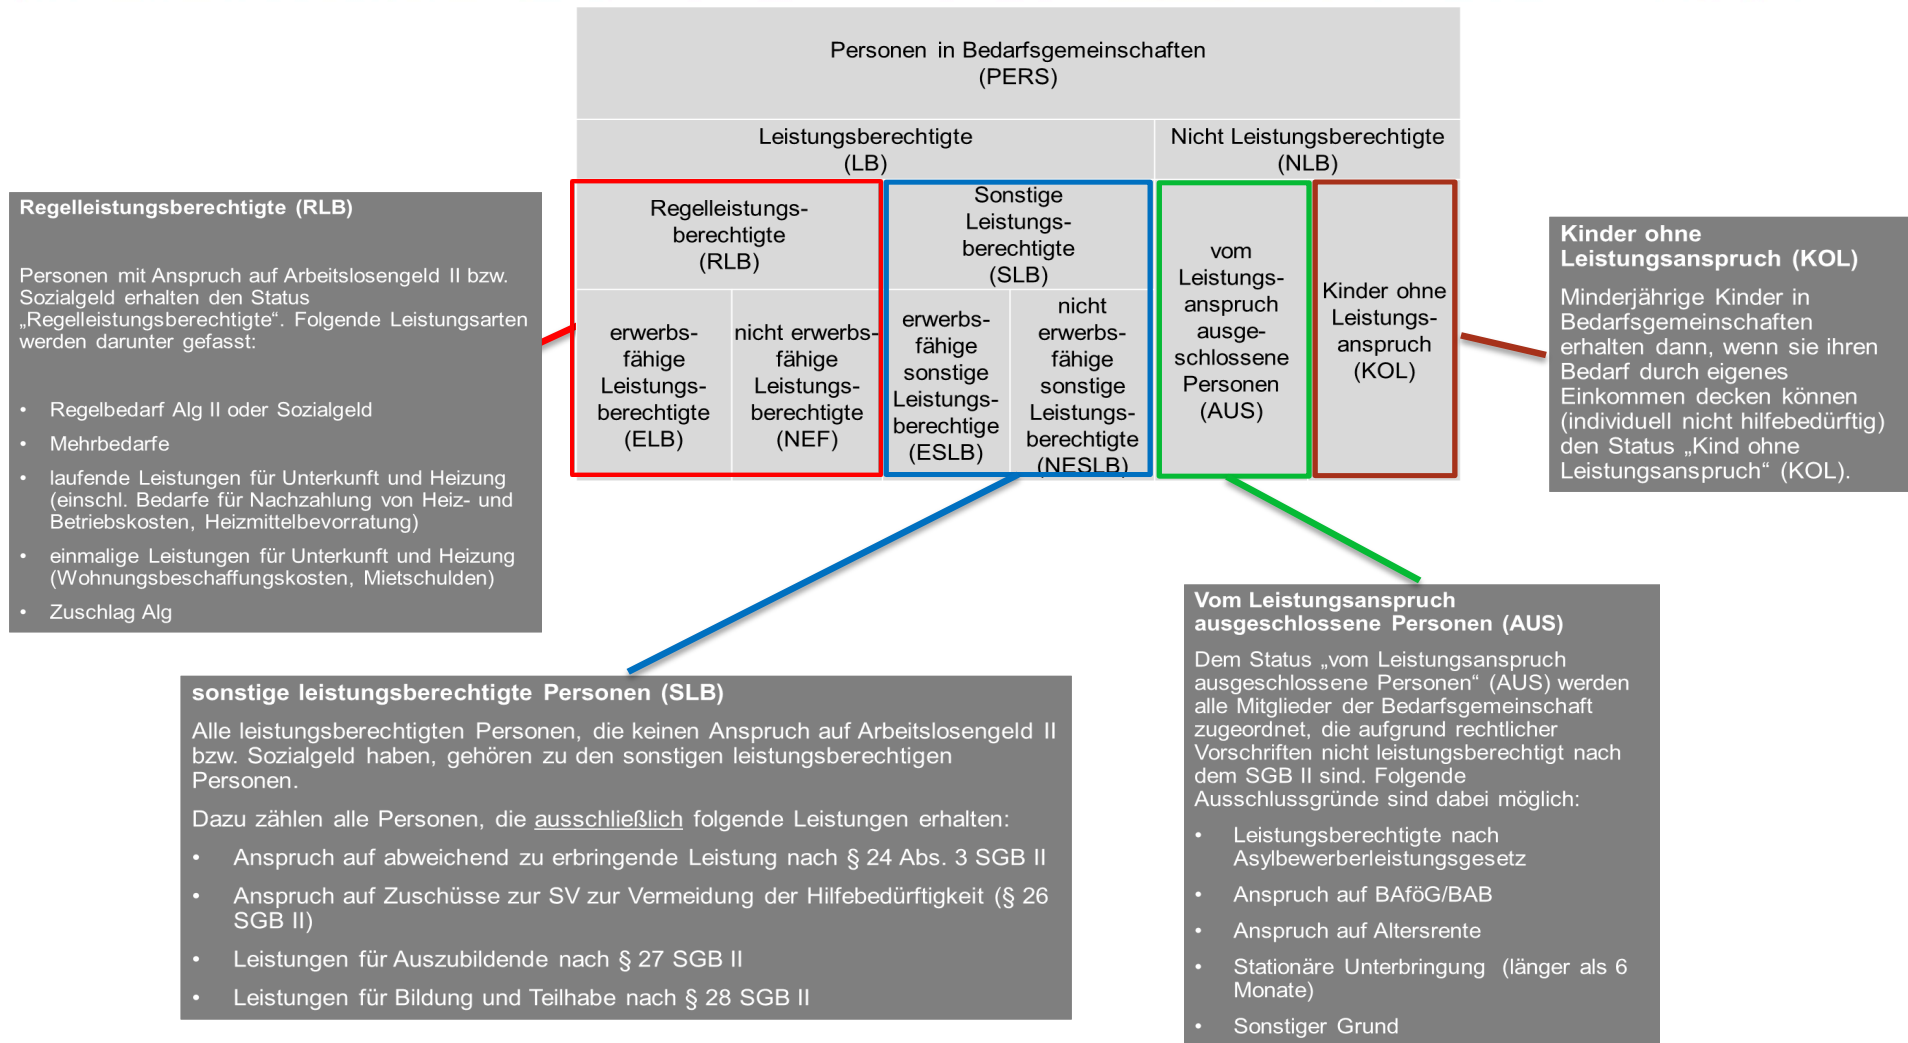 Personen in Bedarfsgemeinschaften
(PERS)
Leistungsberechtigte
(LB)
Nicht Leistungsberechtigte
(NLB)
Regelleistungs-
berechtigte
(RLB)
Sonstige
Leistungs-
berechtigte
(SLB)
erwerbs-
fähige
Leistungs-
berechtigte
(ELB)
nicht erwerbs-
fähige
Leistungs-
berechtigte
(NEF)
erwerbs-
fähige
sonstige
Leistungs-
berechtige
(ESLB)
nicht
erwerbs-
fähige
sonstige
Leistungs-
berechtigte
(NESLB)
vom
Leistungs-
anspruch
ausge-
schlossene
Personen
(AUS)
Kinder ohne
Leistungs-
anspruch
(KOL)
Regelleistungsberechtigte (RLB)
Personen mit Anspruch auf Arbeitslosengeld II bzw.
Sozialgeld erhalten den Status
„Regelleistungsberechtigte“. Folgende Leistungsarten
werden darunter gefasst:
• Regelbedarf Alg II oder Sozialgeld
• Mehrbedarfe
• laufende Leistungen für Unterkunft und Heizung
(einschl. Bedarfe für Nachzahlung von Heiz- und
Betriebskosten, Heizmittelbevorratung)
• einmalige Leistungen für Unterkunft und Heizung
(Wohnungsbeschaffungskosten, Mietschulden)
• Zuschlag Alg
Kinder ohne
Leistungsanspruch (KOL)
Minderjährige Kinder in
Bedarfsgemeinschaften
erhalten dann, wenn sie ihren
Bedarf durch eigenes
Einkommen decken können
(individuell nicht hilfebedürftig)
den Status „Kind ohne
Leistungsanspruch“ (KOL).
sonstige leistungsberechtigte Personen (SLB)
Alle leistungsberechtigten Personen, die keinen Anspruch auf Arbeitslosengeld II
bzw. Sozialgeld haben, gehören zu den sonstigen leistungsberechtigen
Personen.
Dazu zählen alle Personen, die ausschließlich folgende Leistungen erhalten:
• Anspruch auf abweichend zu erbringende Leistung nach § 24 Abs. 3 SGB II
• Anspruch auf Zuschüsse zur SV zur Vermeidung der Hilfebedürftigkeit (§ 26
SGB II)
• Leistungen für Auszubildende nach § 27 SGB II
• Leistungen für Bildung und Teilhabe nach § 28 SGB II
Vom Leistungsanspruch
ausgeschlossene Personen (AUS)
Dem Status „vom Leistungsanspruch
ausgeschlossene Personen“ (AUS) werden
alle Mitglieder der Bedarfsgemeinschaft
zugeordnet, die aufgrund rechtlicher
Vorschriften nicht leistungsberechtigt nach
dem SGB II sind. Folgende
Ausschlussgründe sind dabei möglich:
• Leistungsberechtigte nach
Asylbewerberleistungsgesetz
• Anspruch auf BAföG/BAB
• Anspruch auf Altersrente
• Stationäre Unterbringung (länger als 6
Monate)
• Sonstiger Grund